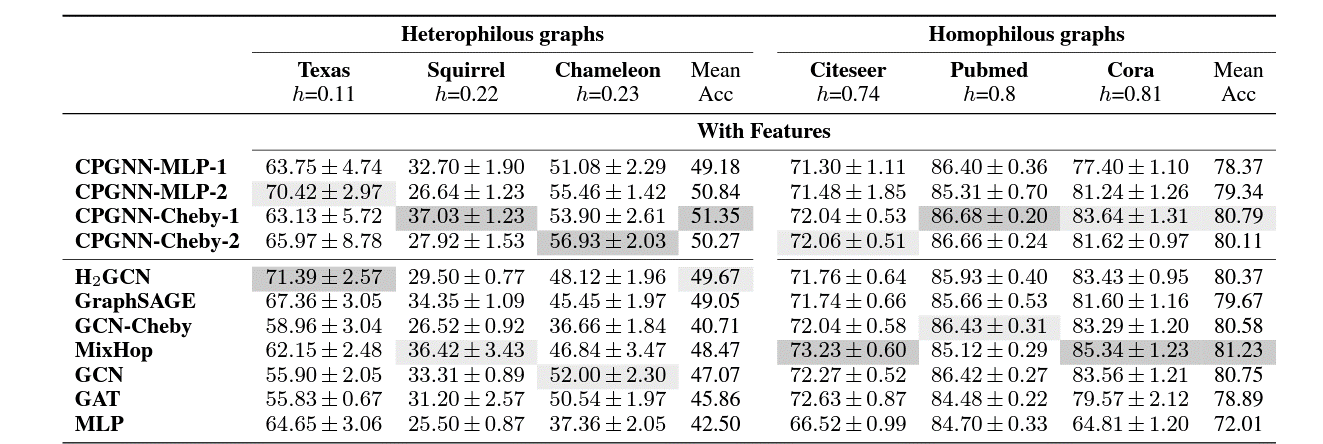 Heterophilous graphs Homophilous graphs
Texas Squirrel Chameleon Mean Citeseer Pubmed Cora Mean
h=0.11 h=0.22 h=0.23 Acc h=0.74 h=0.8 h=0.81 Acc
With Features
CPGNN-MLP-1 63.75 ± 4.74 32.70 ± 1.90 51.08 ± 2.29 49.18 71.30 ± 1.11 86.40 ± 0.36 77.40 ± 1.10 78.37
CPGNN-MLP-2 70.42 ± 2.97 26.64 ± 1.23 55.46 ± 1.42 50.84 71.48 ± 1.85 85.31 ± 0.70 81.24 ± 1.26 79.34
CPGNN-Cheby-1 63.13 ± 5.72 37.03 ± 1.23 53.90 ± 2.61 51.35 72.04 ± 0.53 86.68 ± 0.20 83.64 ± 1.31 80.79
CPGNN-Cheby-2 65.97 ± 8.78 27.92 ± 1.53 56.93 ± 2.03 50.27 72.06 ± 0.51 86.66 ± 0.24 81.62 ± 0.97 80.11
H₂GCN 71.39 ± 2.57 29.50 ± 0.77 48.12 ± 1.96 49.67 71.76 ± 0.64 85.93 ± 0.40 83.43 ± 0.95 80.37
GraphSAGE 67.36 ± 3.05 34.35 ± 1.09 45.45 ± 1.97 49.05 71.74 ± 0.66 85.66 ± 0.53 81.60 ± 1.16 79.67
GCN-Cheby 58.96 ± 3.04 26.52 ± 0.92 36.66 ± 1.84 40.71 72.04 ± 0.58 86.43 ± 0.31 83.29 ± 1.20 80.58
MixHop 62.15 ± 2.48 36.42 ± 3.43 46.84 ± 3.47 48.47 73.23 ± 0.60 85.12 ± 0.29 85.34 ± 1.23 81.23
GCN 55.90 ± 2.05 33.31 ± 0.89 52.00 ± 2.30 47.07 72.27 ± 0.52 86.42 ± 0.27 83.56 ± 1.21 80.75
GAT 55.83 ± 0.67 31.20 ± 2.57 50.54 ± 1.97 45.86 72.63 ± 0.87 84.48 ± 0.22 79.57 ± 2.12 78.89
MLP 64.65 ± 3.06 25.50 ± 0.87 37.36 ± 2.05 42.50 66.52 ± 0.99 84.70 ± 0.33 64.81 ± 1.20 72.01